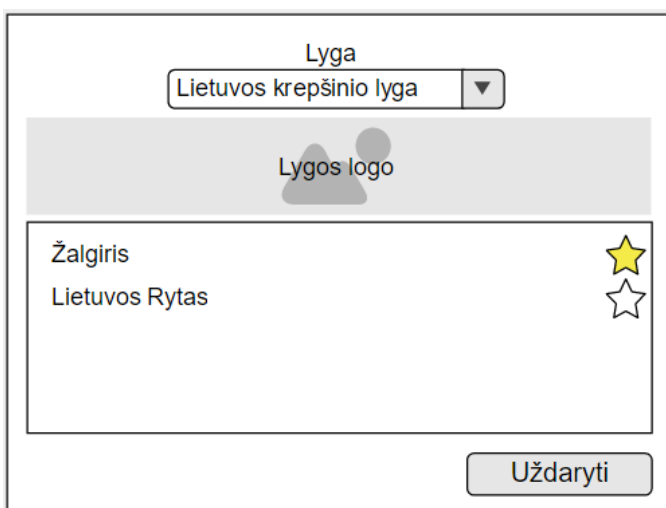 Lyga
Lietuvos krepšinio lyga
Lygos logo
Žalgiris
Lietuvos Rytas
Uždaryti